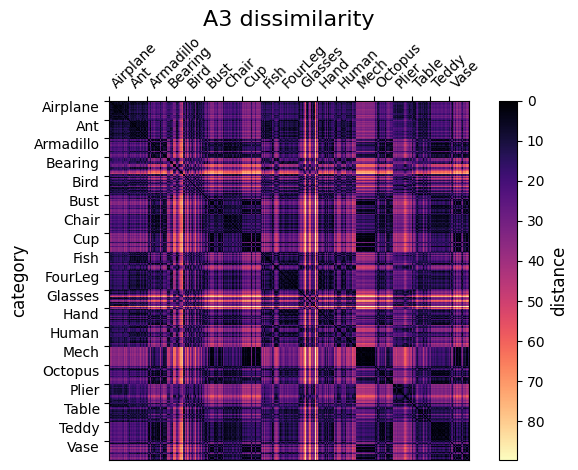 A3 dissimilarity
Airplane
Ant
Armadillo
Bearing
Bird
Bust
Chair
Cup
Fish
FourLeg
Glasses
Hand
Human
Mech
Octopus
Plier
Table
Teddy
Vase
Airplane
Ant
Armadillo
Bearing
Bird
Bust
Chair
Cup
Fish
FourLeg
Glasses
Hand
Human
Mech
Octopus
Plier
Table
Teddy
Vase
category
0
10
20
30
40
50
60
70
80
distance